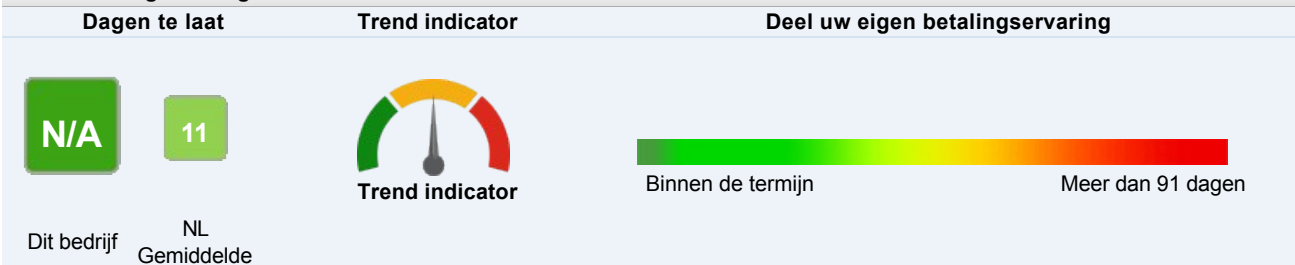 Dagen te laat
Trend indicator
Deel uw eigen betalingservaring
N/A
11
Trend indicator
Binnen de termijn
Meer dan 91 dagen
Dit bedrijf
NL
Gemiddelde